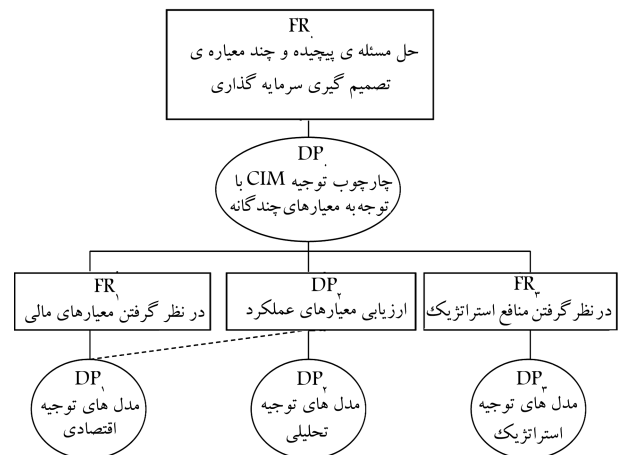 FR.
حل مسئله ی پیچیده و چند معیاره ی
تصمیم گیری سرمایه گذاری
DP.
چارچوب توجیه CIM با
توجه به معیارهای چندگانه
FR۱
در نظر گرفتن معیارهای مالی
DP۲
ارزیابی معیارهای عملکرد
FR۳
در نظر گرفتن منافع استراتژیک
DP۱
مدل های توجیه
اقتصادی
DP۲
مدل های توجیه
تحلیلی
DP۳
مدل های توجیه
استراتژیک